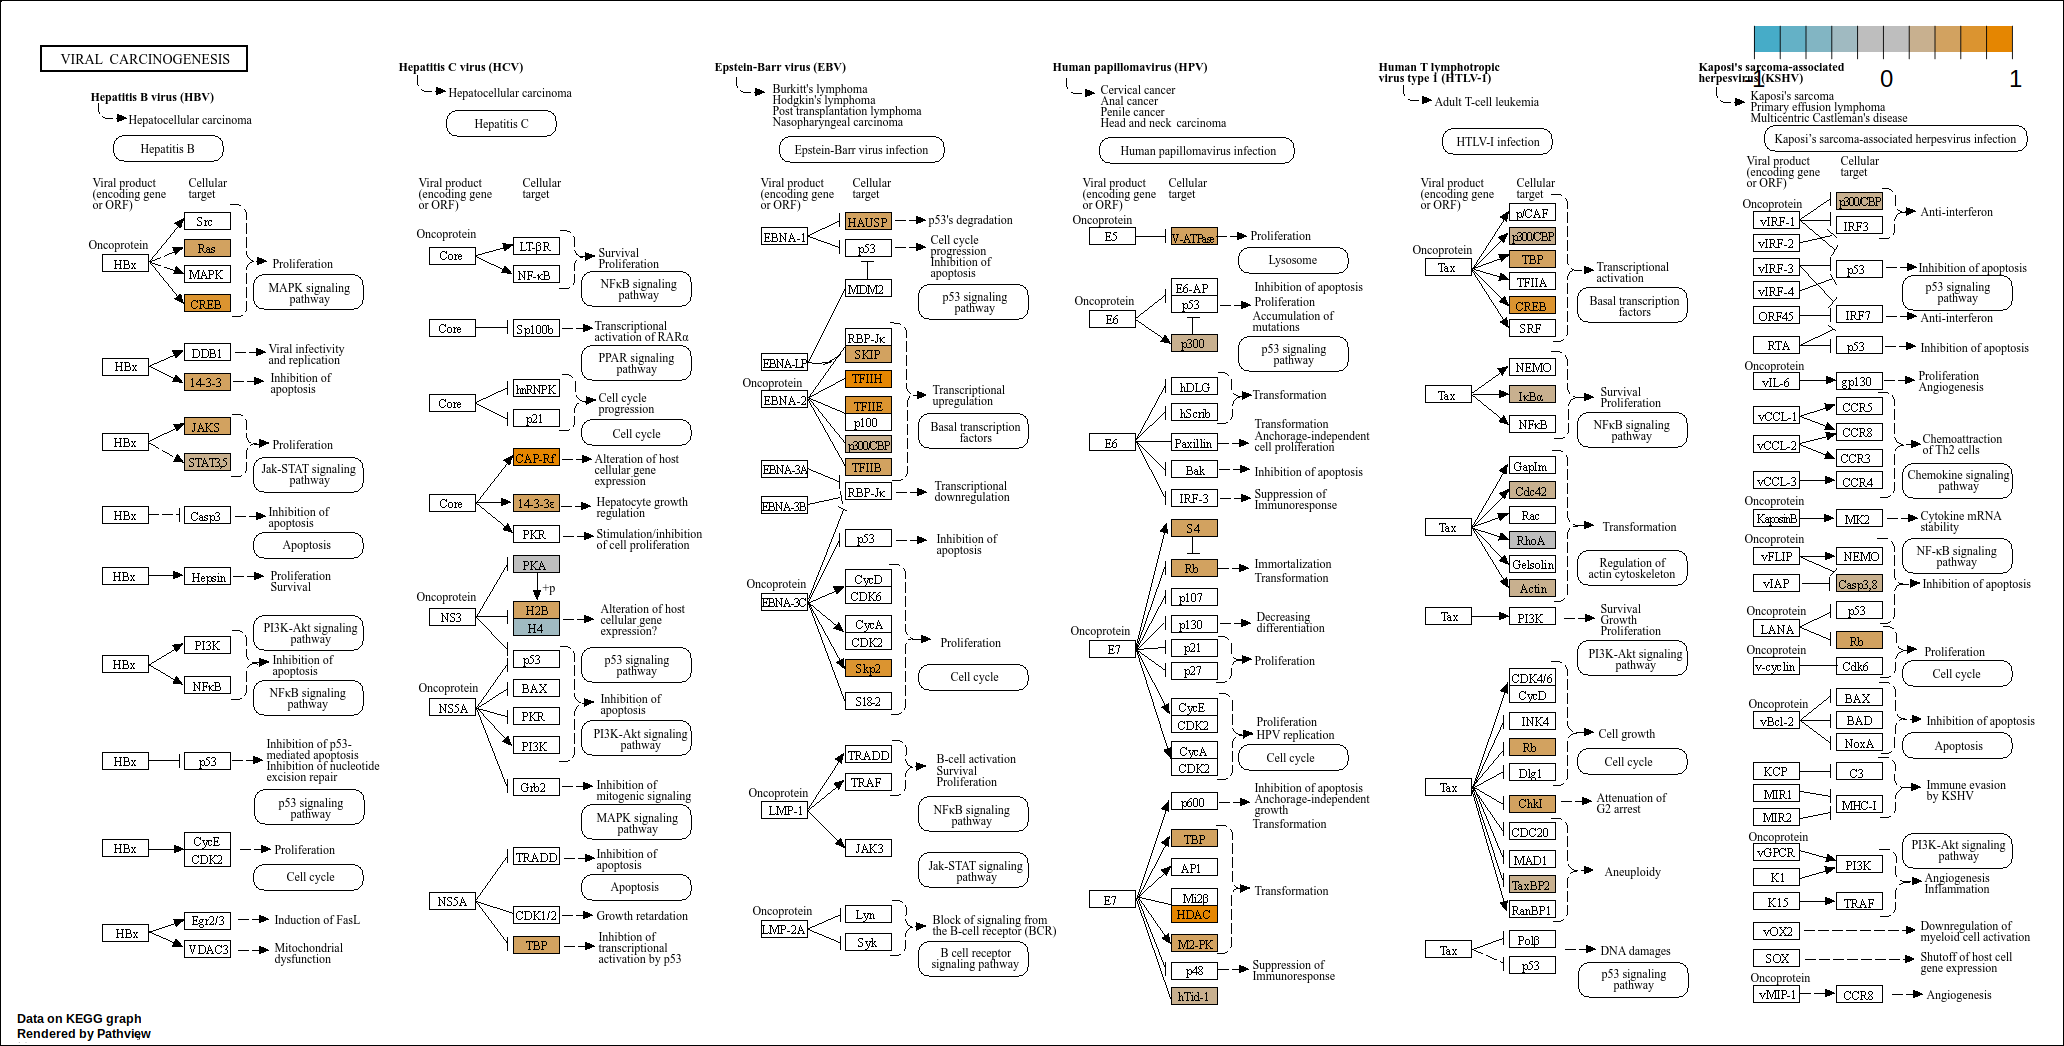 VIRAL CARCINOGENESIS
-1
0
1
Hepatitis B virus (HBV)
Hepatocellular carcinoma
Hepatitis B
Viral product
(encoding gene
or ORF)
Cellular
target
Oncoprotein
HBx
Src
Ras
MAPK
CREB
Proliferation
MAPK signaling
pathway
HBx
DDB1
14-3-3
Viral infectivity
and replication
Inhibition of
apoptosis
HBx
JAKS
STAT3,5
Proliferation
Jak-STAT signaling
pathway
HBx
Casp3
Inhibition of
apoptosis
Apoptosis
HBx
Hepsin
Proliferation
Survival
PI3K-Akt signaling
pathway
HBx
PI3K
NFκB
Inhibition of
apoptosis
NFκB signaling
pathway
HBx
p53
Inhibition of p53-
mediated apoptosis
Inhibition of nucleotide
excision repair
p53 signaling
pathway
HBx
CycE
CDK2
Proliferation
Cell cycle
HBx
Egr2/3
VDAC3
Induction of FasL
Mitochondrial
dysfunction
Hepatitis C virus (HCV)
Hepatocellular carcinoma
Hepatitis C
Viral product
(encoding gene
or ORF)
Cellular
target
Oncoprotein
Core
LT-βR
NF-κB
Survival
Proliferation
NFκB signaling
pathway
Core
Sp100b
Transcriptional
activation of RARα
PPAR signaling
pathway
Core
hnRNPK
p21
Cell cycle
progression
Cell cycle
Core
CAP-Rf
14-3-3ε
PKR
Alteration of host
cellular gene
expression
Hepatocyte growth
regulation
Stimulation/inhibition
of cell proliferation
Oncoprotein
NS3
PKA
+p
H2B
H4
Alteration of host
cellular gene
expression?
p53
p53 signaling
pathway
Oncoprotein
NS5A
BAX
PKR
PI3K
Inhibition of
apoptosis
PI3K-Akt signaling
pathway
Grb2
Inhibition of
mitogenic signaling
MAPK signaling
pathway
NS5A
TRADD
CDK1/2
TBP
Inhibition of
apoptosis
Apoptosis
Growth retardation
Inhibtion of
transcriptional
activation by p53
Epstein-Barr virus (EBV)
Burkitt's lymphoma
Hodgkin's lymphoma
Post transplantation lymphoma
Nasopharyngeal carcinoma
Epstein-Barr virus infection
Viral product
(encoding gene
or ORF)
Cellular
target
EBNA-1
HAUSP
p53
MDM2
p53's degradation
Cell cycle
progression
Inhibition of
apoptosis
p53 signaling
pathway
EBNA-LP
Oncoprotein
EBNA-2
RBP-Jκ
SKIP
TFIIH
TFIIE
p100
p300/CBP
TFIIB
Transcriptional
upregulation
Basal transcription
factors
EBNA-3A
EBNA-3B
RBP-Jκ
Transcriptional
downregulation
p53
Inhibition of
apoptosis
Oncoprotein
EBNA-3C
CycD
CDK6
CycA
CDK2
Skp2
S18-2
Proliferation
Cell cycle
Oncoprotein
LMP-1
TRADD
TRAF
JAK3
B-cell activation
Survival
Proliferation
NFκB signaling
pathway
Jak-STAT signaling
pathway
Oncoprotein
LMP-2A
Lyn
Syk
Block of signaling from
the B-cell receptor (BCR)
B cell receptor
signaling pathway
Human papillomavirus (HPV)
Cervical cancer
Anal cancer
Penile cancer
Head and neck carcinoma
Human papillomavirus infection
Viral product
(encoding gene
or ORF)
Cellular
target
Oncoprotein
E5
V-ATPase
Proliferation
Lysosome
Oncoprotein
E6
E6-AP
p53
p300
Inhibition of apoptosis
Proliferation
Accumulation of
mutations
p53 signaling
pathway
E6
hDLG
hScrib
Paxillin
Bak
IRF-3
Transformation
Transformation
Anchorage-independent
cell proliferation
Inhibition of apoptosis
Suppression of
Immunoresponse
Oncoprotein
E7
S4
Rb
p107
p130
p21
p27
CycE
CDK2
CycA
CDK2
Immortalization
Transformation
Decreasing
differentiation
Proliferation
Proliferation
HPV replication
Cell cycle
E7
p600
TBP
AP1
Mi2β
HDAC
M2-PK
p48
hTid-1
Inhibition of apoptosis
Anchorage-independent
growth
Transformation
Transformation
Suppression of
Immunoresponse
Human T lymphotropic
virus type 1 (HTLV-1)
Adult T-cell leukemia
HTLV-I infection
Viral product
(encoding gene
or ORF)
Cellular
target
Oncoprotein
Tax
p/CAF
p300/CBP
TBP
TFIIA
CREB
SRF
Transcriptional
activation
Basal transcription
factors
Tax
NEMO
IκBα
NFκB
Survival
Proliferation
NFκB signaling
pathway
Tax
GapIm
Cdc42
Rac
RhoA
Gelsolin
Actin
Transformation
Regulation of
actin cytoskeleton
Tax
PI3K
Survival
Growth
Proliferation
PI3K-Akt signaling
pathway
Tax
CDK4/6
CycD
INK4
Rb
Dlg1
ChkI
CDC20
MAD1
TaxBP2
RanBP1
Cell growth
Cell cycle
Attenuation of
G2 arrest
Aneuploidy
Tax
Polβ
p53
DNA damages
p53 signaling
pathway
Kaposi's sarcoma-associated
herpesvirus (KSHV)
Kaposi's sarcoma
Primary effusion lymphoma
Multicentric Castleman's disease
Kaposi's sarcoma-associated herpesvirus infection
Viral product
(encoding gene
or ORF)
Cellular
target
Oncoprotein
vIRF-1
vIRF-2
vIRF-3
vIRF-4
ORF45
RTA
p300/CBP
IRF3
p53
IRF7
p53
Anti-interferon
Inhibition of apoptosis
p53 signaling
pathway
Anti-interferon
Inhibition of apoptosis
Oncoprotein
vIL-6
gp130
Proliferation
Angiogenesis
vCCL-1
vCCL-2
vCCL-3
CCR5
CCR8
CCR3
CCR4
Chemoattraction
of Th2 cells
Chemokine signaling
pathway
Oncoprotein
KaposinB
MK2
Cytokine mRNA
stability
Oncoprotein
vFLIP
vIAP
NEMO
Casp3,8
NF-κB signaling
pathway
Inhibition of apoptosis
Oncoprotein
LANA
p53
Rb
Proliferation
Oncoprotein
v-cyclin
Cdk6
Cell cycle
Oncoprotein
vBcl-2
BAX
BAD
NoxA
Inhibition of apoptosis
Apoptosis
KCP
MIR1
MIR2
C3
MHC-I
Immune evasion
by KSHV
Oncoprotein
vGPCR
K1
K15
PI3K
TRAF
PI3K-Akt signaling
pathway
Angiogenesis
Inflammation
vOX2
Downregulation of
myeloid cell activation
SOX
Shutoff of host cell
gene expression
Oncoprotein
vMIP-1
CCR8
Angiogenesis
Data on KEGG graph
Rendered by Pathview